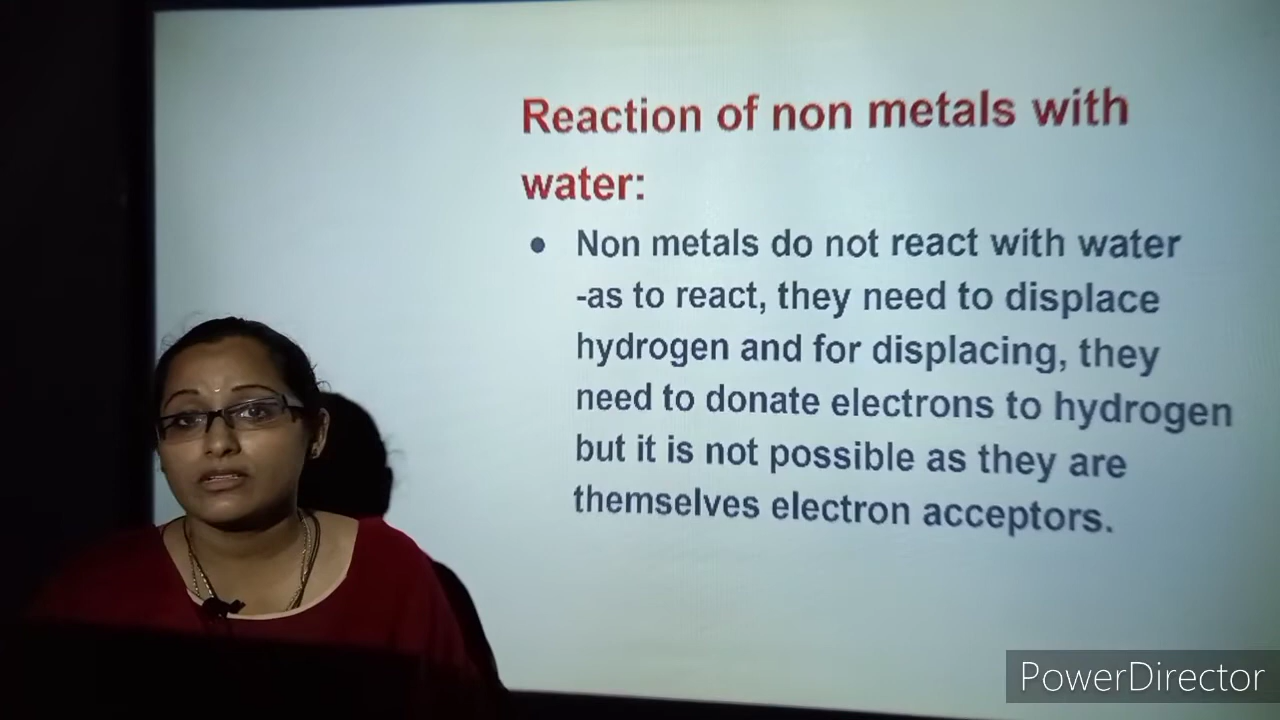 Reaction of non metals with
water:
● Non metals do not react with water
-as to react, they need to displace
hydrogen and for displacing, they
need to donate electrons to hydrogen
but it is not possible as they are
themselves electron acceptors.
PowerDirector